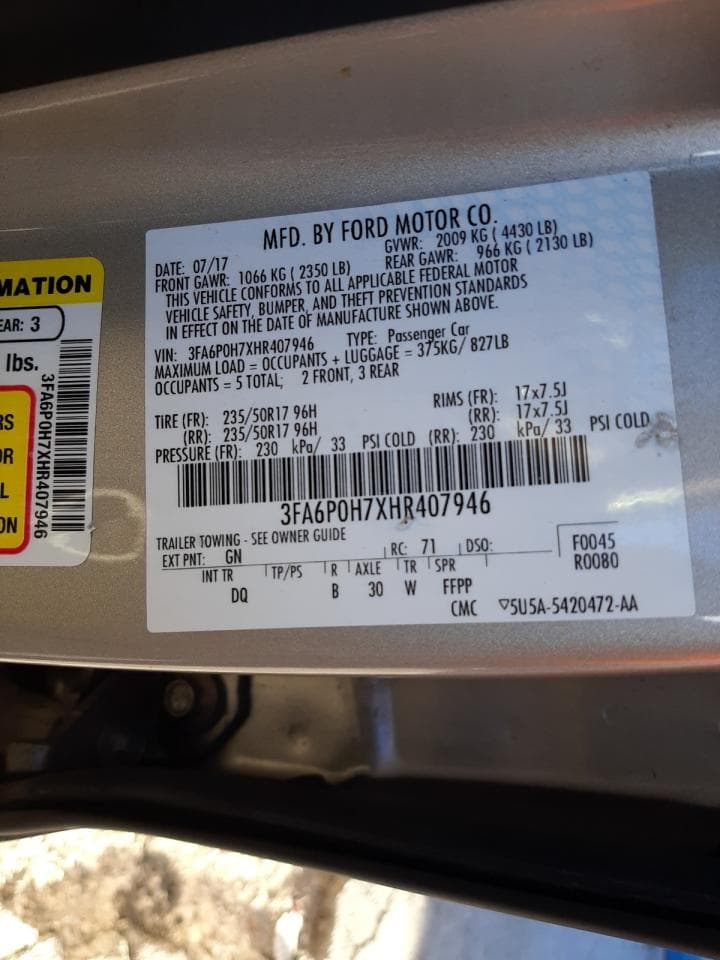 MFD. BY FORD MOTOR CO.
DATE: 07/17 GVWR: 2009 KG ( 4430 LB)
FRONT GAWR: 1066 KG ( 2350 LB) REAR GAWR: 966 KG ( 2130 LB)
THIS VEHICLE CONFORMS TO ALL APPLICABLE FEDERAL MOTOR
VEHICLE SAFETY, BUMPER, AND THEFT PREVENTION STANDARDS
IN EFFECT ON THE DATE OF MANUFACTURE SHOWN ABOVE.
VIN: 3FA6P0H7XHR407946 TYPE: Passenger Car
MAXIMUM LOAD = OCCUPANTS + LUGGAGE = 375KG/ 827LB
OCCUPANTS = 5 TOTAL; 2 FRONT, 3 REAR
TIRE (FR): 235/50R17 96H RIMS (FR): 17x7.5J
(RR): 235/50R17 96H (RR): 17x7.5J
PRESSURE (FR): 230 kPa/ 33 PSI COLD (RR): 230 kPa/ 33 PSI COLD
3FA6P0H7XHR407946
TRAILER TOWING - SEE OWNER GUIDE
EXT PNT: GN RC: 71 DSO: F0045
INT TR TP/PS R AXLE TR SPR R0080
DQ B 30 W FFPP
CMC 5U5A-5420472-AA
MATION
EAR: 3
lbs.
3FA6P0H7XHR407946
RS
OR
L
ON